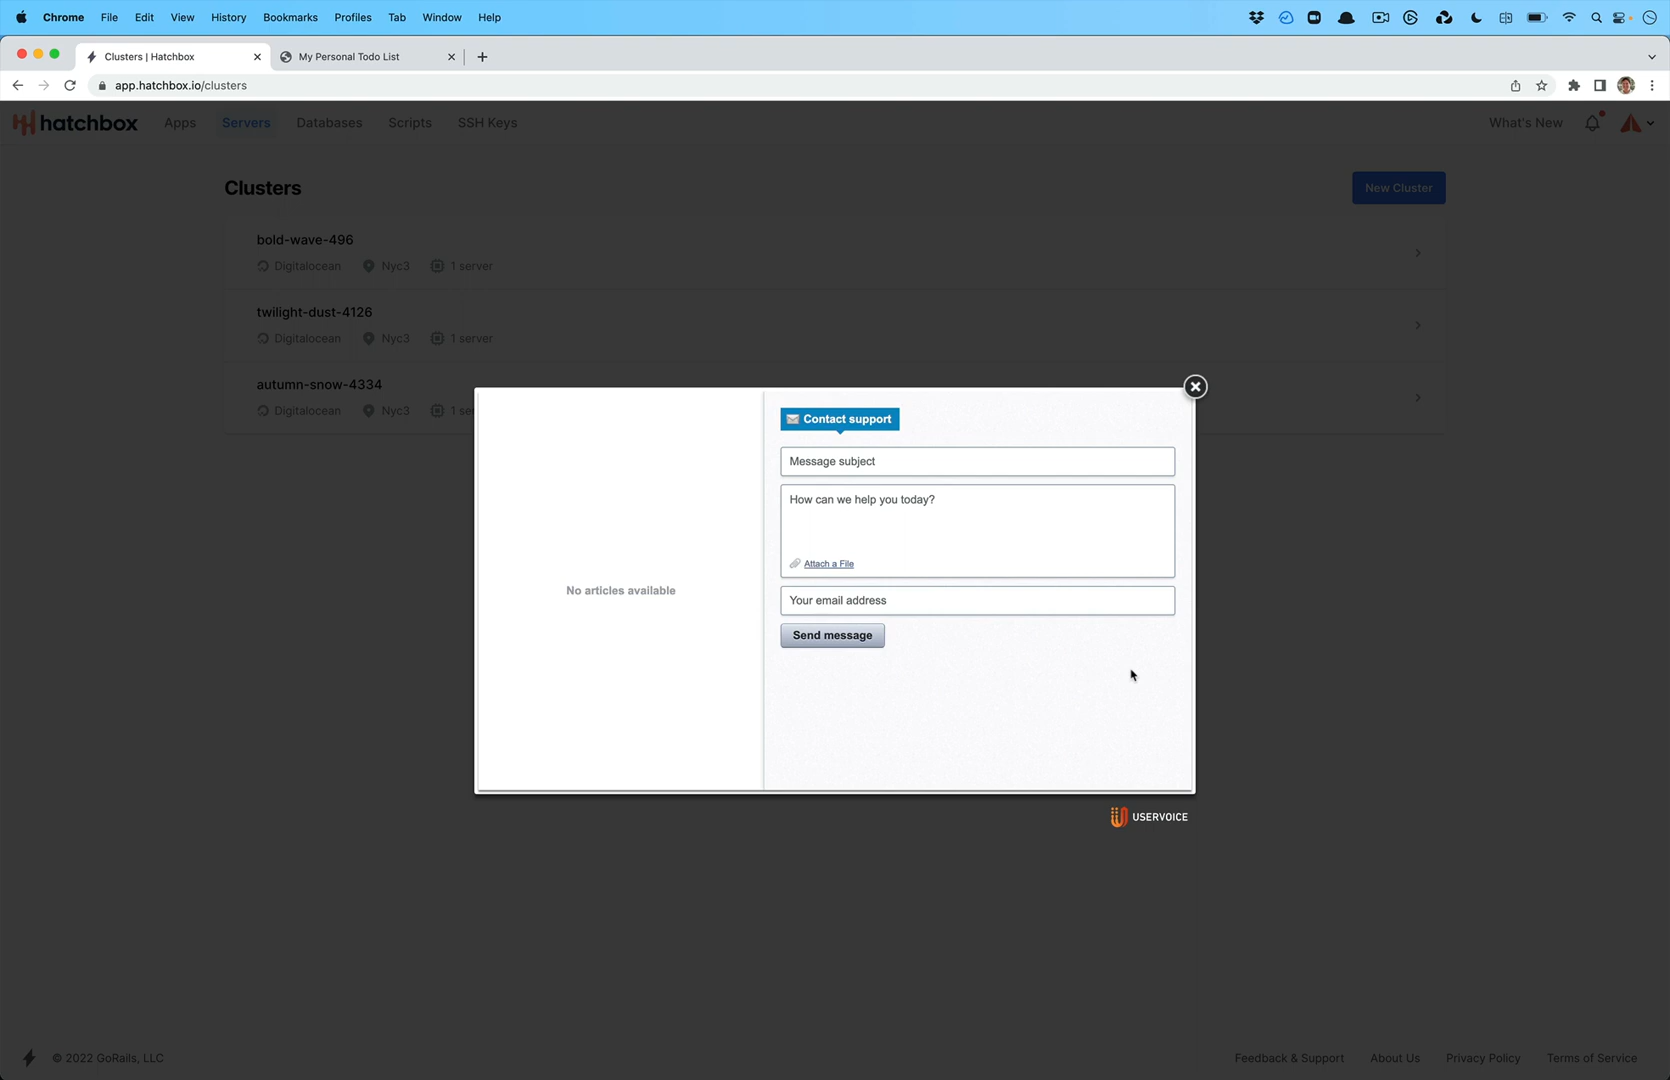 Chrome File Edit View History Bookmarks Profiles Tab Window Help
Clusters | Hatchbox
My Personal Todo List
app.hatchbox.io/clusters
hatchbox Apps Servers Databases Scripts SSH Keys What's New
Clusters
New Cluster
bold-wave-496
Digitalocean Nyc3 1 server
twilight-dust-4126
Digitalocean Nyc3 1 server
autumn-snow-4334
Digitalocean Nyc3
Contact support
Message subject
How can we help you today?
Attach a File
Your email address
Send message
No articles available
USERVOICE
© 2022 GoRails, LLC
Feedback & Support About Us Privacy Policy Terms of Service